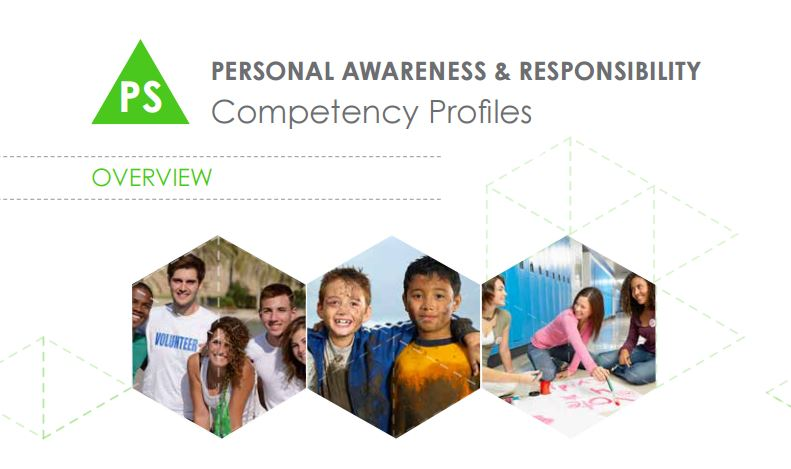 PS
PERSONAL AWARENESS & RESPONSIBILITY
Competency Profiles
OVERVIEW
VOLUNTEER